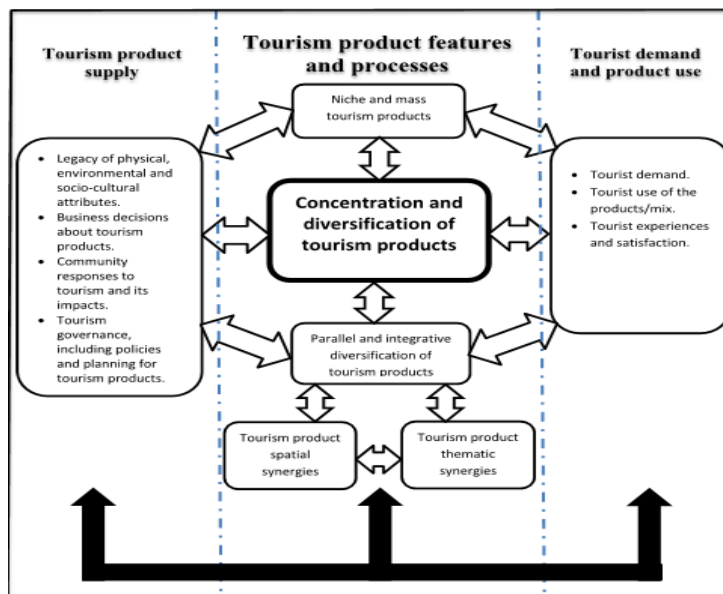 Tourism product
supply
Tourism product features
and processes
Tourist demand
and product use
Niche and mass
tourism products
• Legacy of physical,
environmental and
socio-cultural
attributes.
• Business decisions
about tourism
products.
• Community
responses to
tourism and its
impacts.
• Tourism
governance,
including policies
and planning for
tourism products.
Concentration and
diversification of
tourism products
• Tourist demand.
• Tourist use of the
products/mix.
• Tourist experiences
and satisfaction.
Parallel and integrative
diversification of
tourism products
Tourism product
spatial
synergies
Tourism product
thematic
synergies